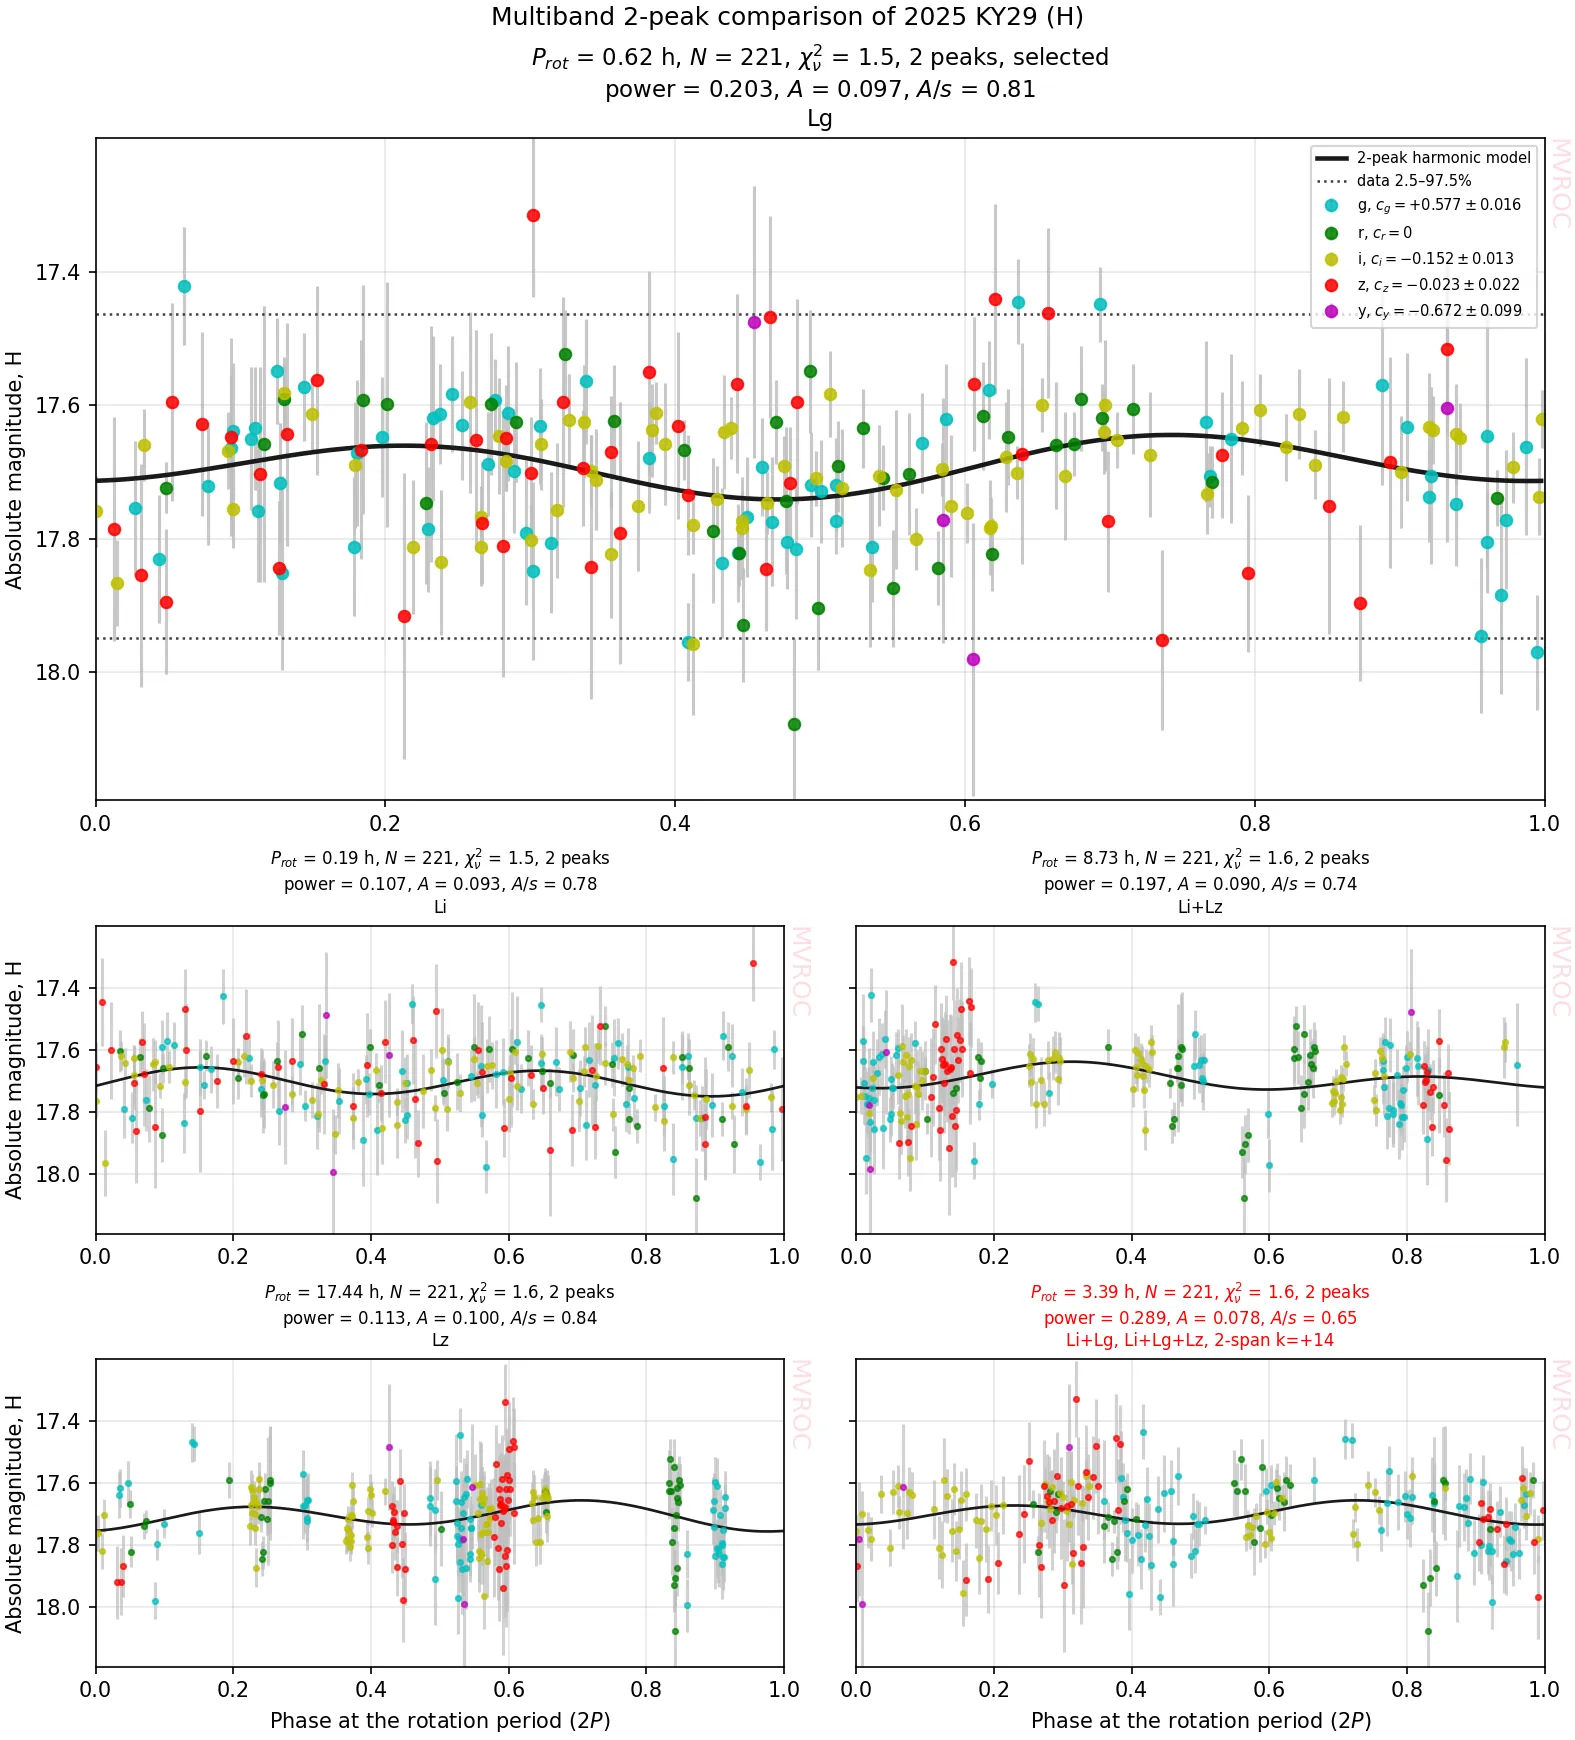 Multiband 2-peak comparison of 2025 KY29 (H)
P_rot = 0.62 h, N = 221, χ²_ν = 1.5, 2 peaks, selected
power = 0.203, A = 0.097, A/s = 0.81
Lg
MVROC
2-peak harmonic model
data 2.5–97.5%
g, c_g = +0.577 ± 0.016
r, c_r = 0
i, c_i = −0.152 ± 0.013
z, c_z = −0.023 ± 0.022
y, c_y = −0.672 ± 0.099
Absolute magnitude, H
17.4
17.6
17.8
18.0
0.0 0.2 0.4 0.6 0.8 1.0
P_rot = 0.19 h, N = 221, χ²_ν = 1.5, 2 peaks
power = 0.107, A = 0.093, A/s = 0.78
Li
MVROC
Absolute magnitude, H
17.4
17.6
17.8
18.0
0.0 0.2 0.4 0.6 0.8 1.0
P_rot = 8.73 h, N = 221, χ²_ν = 1.6, 2 peaks
power = 0.197, A = 0.090, A/s = 0.74
Li+Lz
MVROC
0.0 0.2 0.4 0.6 0.8 1.0
P_rot = 17.44 h, N = 221, χ²_ν = 1.6, 2 peaks
power = 0.113, A = 0.100, A/s = 0.84
Lz
MVROC
Absolute magnitude, H
17.4
17.6
17.8
18.0
0.0 0.2 0.4 0.6 0.8 1.0
Phase at the rotation period (2P)
P_rot = 3.39 h, N = 221, χ²_ν = 1.6, 2 peaks
power = 0.289, A = 0.078, A/s = 0.65
Li+Lg, Li+Lg+Lz, 2-span k=+14
MVROC
0.0 0.2 0.4 0.6 0.8 1.0
Phase at the rotation period (2P)